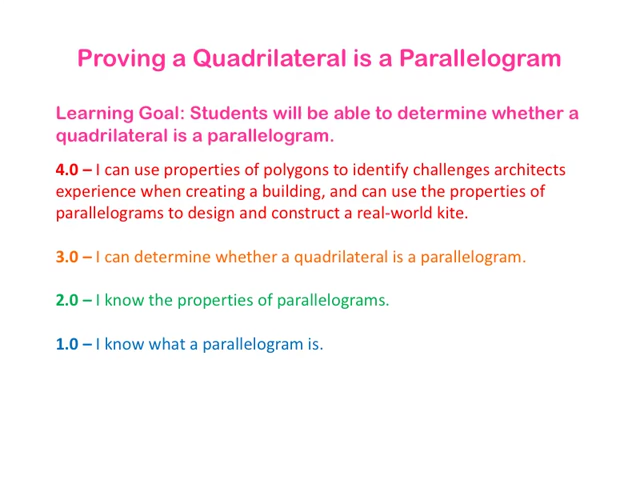 Proving a Quadrilateral is a Parallelogram
Learning Goal: Students will be able to determine whether a
quadrilateral is a parallelogram.
4.0 – I can use properties of polygons to identify challenges architects
experience when creating a building, and can use the properties of
parallelograms to design and construct a real-world kite.
3.0 – I can determine whether a quadrilateral is a parallelogram.
2.0 – I know the properties of parallelograms.
1.0 – I know what a parallelogram is.